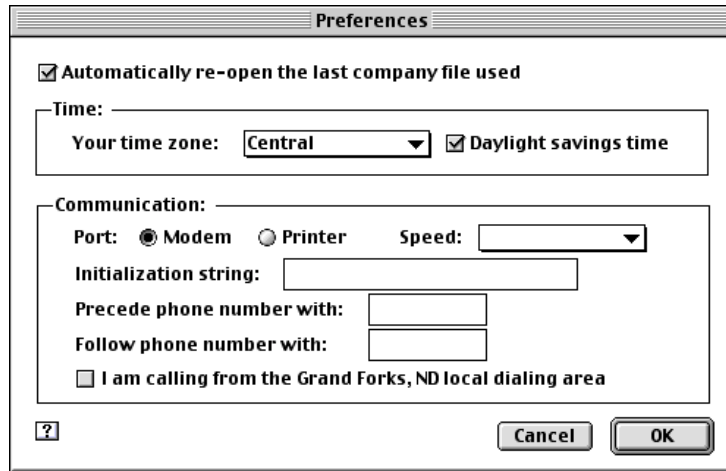 Preferences
Automatically re-open the last company file used
Time:
Your time zone: Central Daylight savings time
Communication:
Port: Modem Printer Speed:
Initialization string:
Precede phone number with:
Follow phone number with:
I am calling from the Grand Forks, ND local dialing area
? Cancel OK